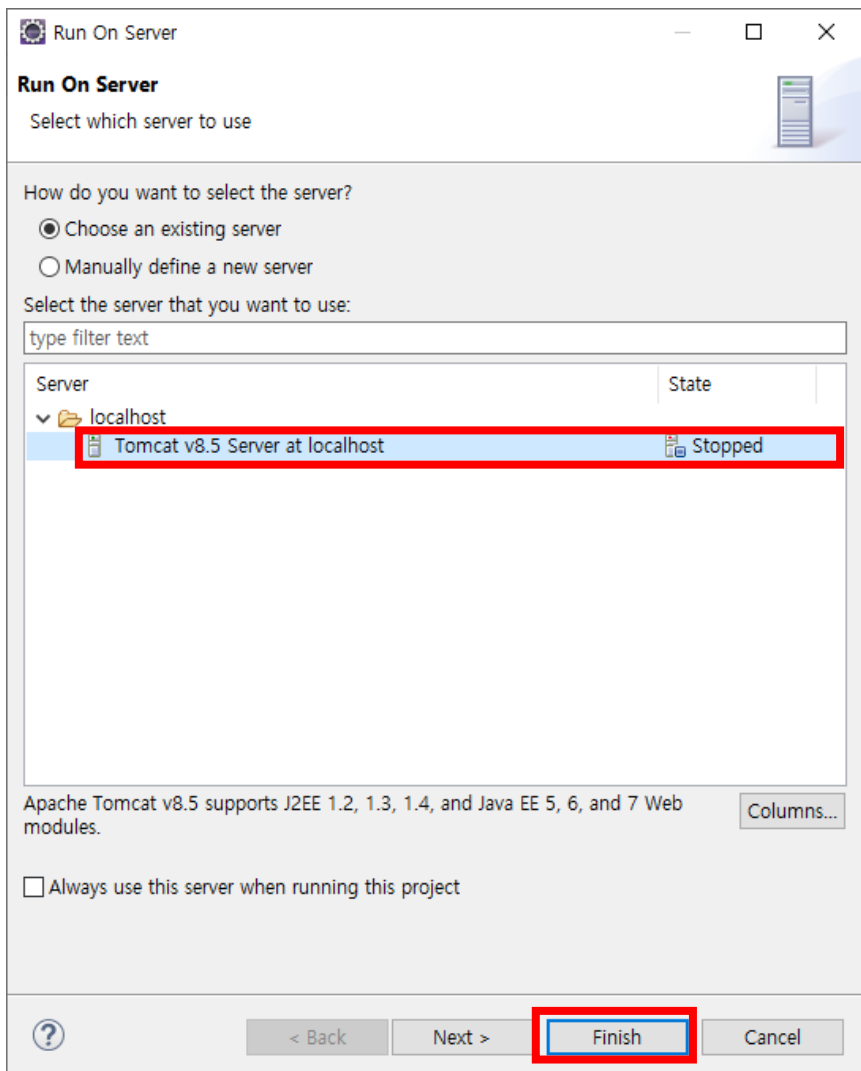 Run On Server
Run On Server
Select which server to use
How do you want to select the server?
Choose an existing server
Manually define a new server
Select the server that you want to use:
type filter text
Server State
localhost
Tomcat v8.5 Server at localhost Stopped
Apache Tomcat v8.5 supports J2EE 1.2, 1.3, 1.4, and Java EE 5, 6, and 7 Web
modules.
Columns...
Always use this server when running this project
? < Back Next > Finish Cancel